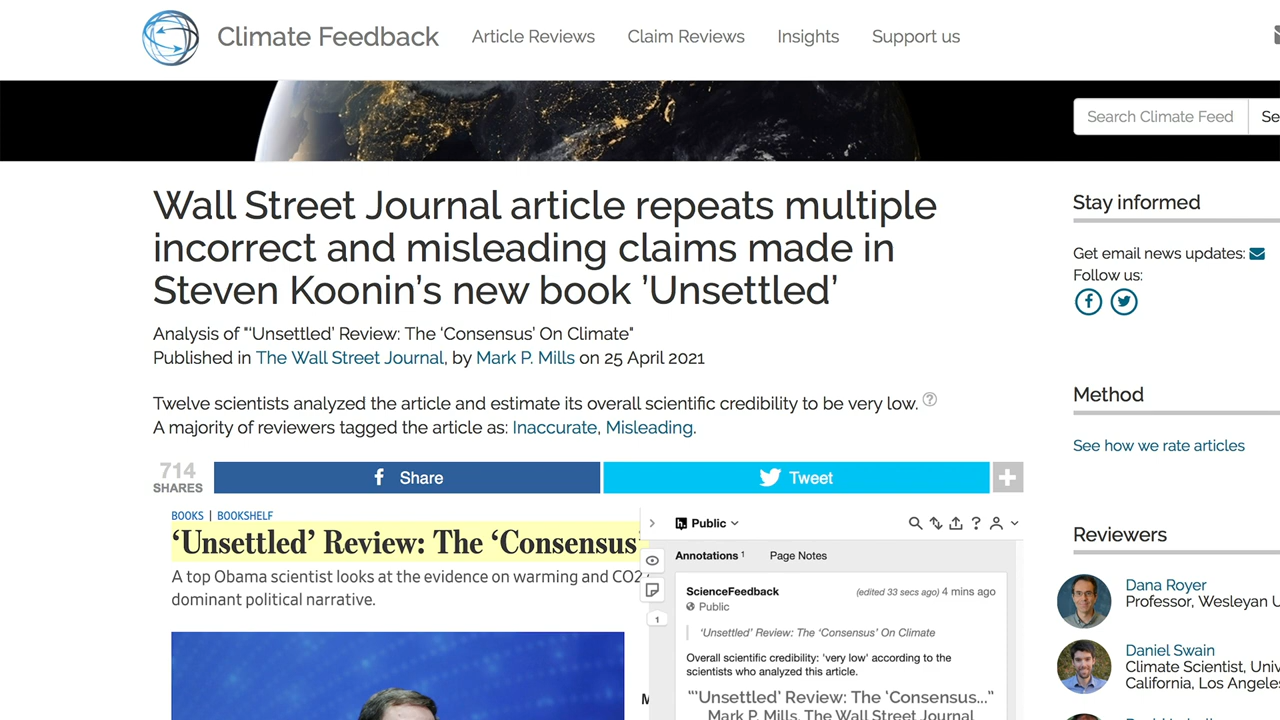 Climate Feedback
Article Reviews
Claim Reviews
Insights
Support us
Search Climate Feed
Se
Wall Street Journal article repeats multiple
incorrect and misleading claims made in
Steven Koonin’s new book ’Unsettled’
Analysis of "‘Unsettled’ Review: The ‘Consensus’ On Climate"
Published in The Wall Street Journal, by Mark P. Mills on 25 April 2021
Twelve scientists analyzed the article and estimate its overall scientific credibility to be very low. ?
A majority of reviewers tagged the article as: Inaccurate, Misleading.
714
SHARES
Share
Tweet
BOOKS | BOOKSHELF
‘Unsettled’ Review: The ‘Consensus’
A top Obama scientist looks at the evidence on warming and CO2
dominant political narrative.
Public
Annotations 1
Page Notes
ScienceFeedback
(edited 33 secs ago) 4 mins ago
Public
1
‘Unsettled’ Review: The ‘Consensus’ On Climate
Overall scientific credibility: 'very low' according to the
scientists who analyzed this article.
“‘Unsettled’ Review: The ‘Consensus...”
Mark P. Mills, The Wall Street Journal
M
Stay informed
Get email news updates:
Follow us:
Method
See how we rate articles
Reviewers
Dana Royer
Professor, Wesleyan U
Daniel Swain
Climate Scientist, Univ
California, Los Angeles